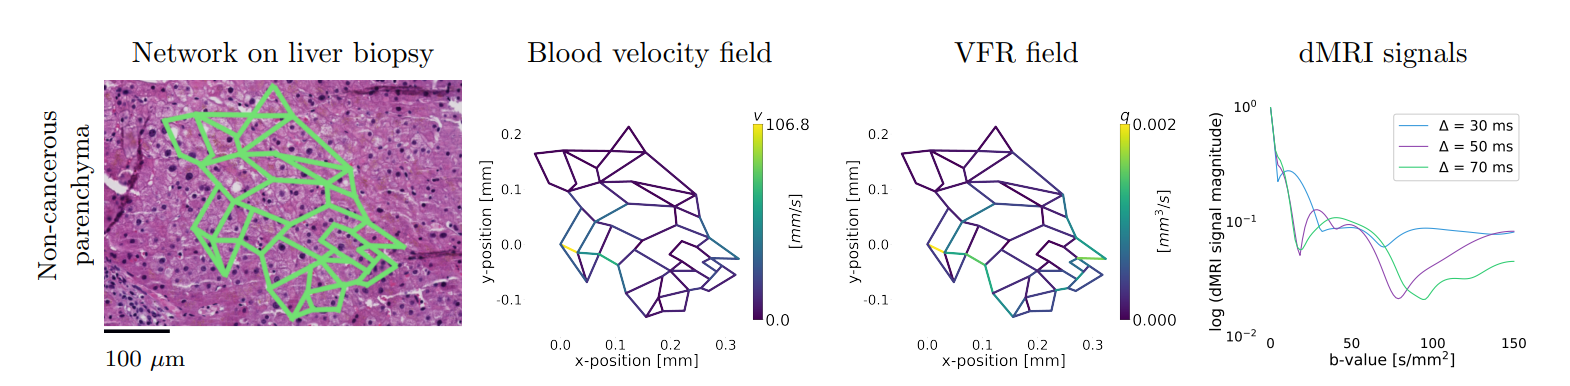 Network on liver biopsy
Blood velocity field
VFR field
dMRI signals
Non-cancerous
parenchyma
100 μm
v
106.8
0.0
[mm/s]
0.2
0.1
0.0
-0.1
y-position [mm]
0.0 0.1 0.2 0.3
x-position [mm]
q
0.002
0.000
[mm³/s]
0.2
0.1
0.0
-0.1
y-position [mm]
0.0 0.1 0.2 0.3
x-position [mm]
log (dMRI signal magnitude)
10⁰
10⁻¹
10⁻²
Δ = 30 ms
Δ = 50 ms
Δ = 70 ms
0 50 100 150
b-value [s/mm²]